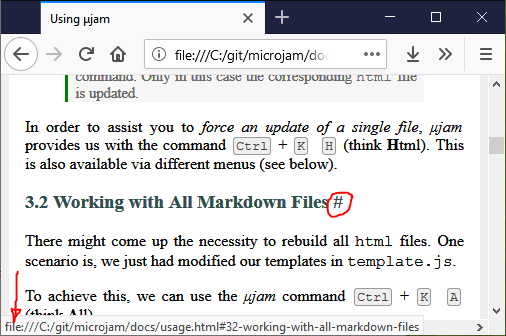 Using µjam
file:///C:/git/microjam/doc
command. Only in this case the corresponding html file
is updated.
In order to assist you to force an update of a single file, µjam
provides us with the command Ctrl + K H (think Html). This
is also available via different menus (see below).
3.2 Working with All Markdown Files #
There might come up the necessity to rebuild all html files. One
scenario is, we just had modified our templates in template.js.
To achieve this, we can use the µjam command Ctrl + K A
(think All)
file:///C:/git/microjam/docs/usage.html#32-working-with-all-markdown-files